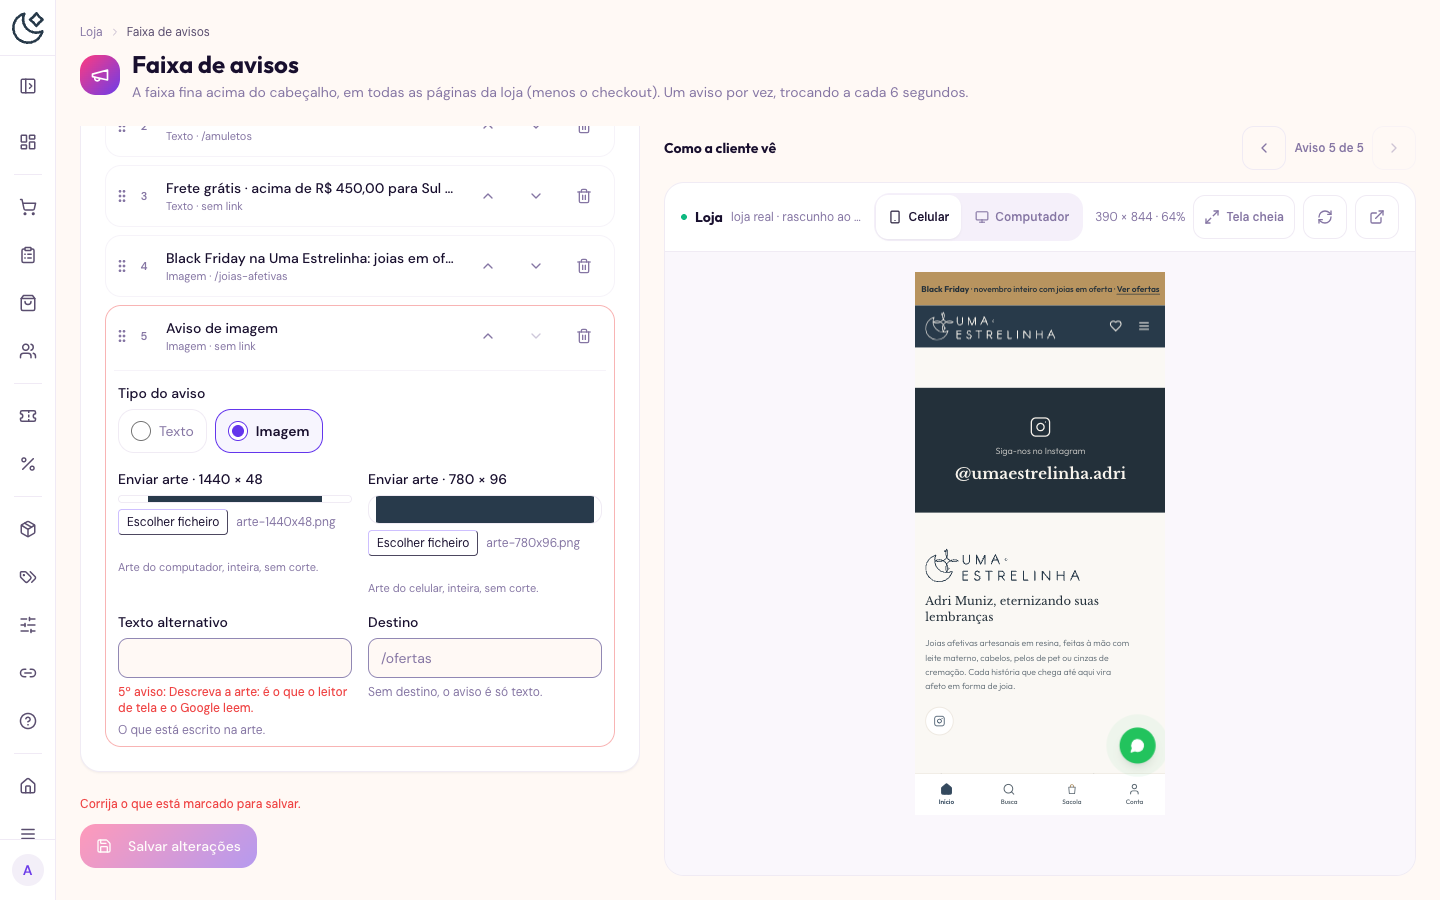 Loja
Faixa de avisos
Faixa de avisos
A faixa fina acima do cabeçalho, em todas as páginas da loja (menos o checkout). Um aviso por vez, trocando a cada 6 segundos.
2
Texto · /amuletos
3
Frete grátis · acima de R$ 450,00 para Sul ...
Texto · sem link
4
Black Friday na Uma Estrelinha: joias em of...
Imagem · /joias-afetivas
5
Aviso de imagem
Imagem · sem link
Tipo do aviso
Texto
Imagem
Enviar arte · 1440 × 48
Escolher ficheiro
arte-1440x48.png
Arte do computador, inteira, sem corte.
Enviar arte · 780 × 96
Escolher ficheiro
arte-780x96.png
Arte do celular, inteira, sem corte.
Texto alternativo
5º aviso: Descreva a arte: é o que o leitor
de tela e o Google leem.
O que está escrito na arte.
Destino
/ofertas
Sem destino, o aviso é só texto.
Corrija o que está marcado para salvar.
Salvar alterações
A
Como a cliente vê
Aviso 5 de 5
Loja
loja real · rascunho ao ...
Celular
Computador
390 × 844 · 64%
Tela cheia
Black Friday · novembro inteiro com joias em oferta · Ver ofertas
UMA
ESTRELINHA
Siga-nos no Instagram
@umaestrelinha.adri
UMA
ESTRELINHA
Adri Muniz, eternizando suas
lembranças
Joias afetivas artesanais em resina, feitas à mão com
leite materno, cabelos, pelos de pet ou cinzas de
cremação. Cada história que chega até aqui vira
afeto em forma de joia.
Início
Busca
Sacola
Conta